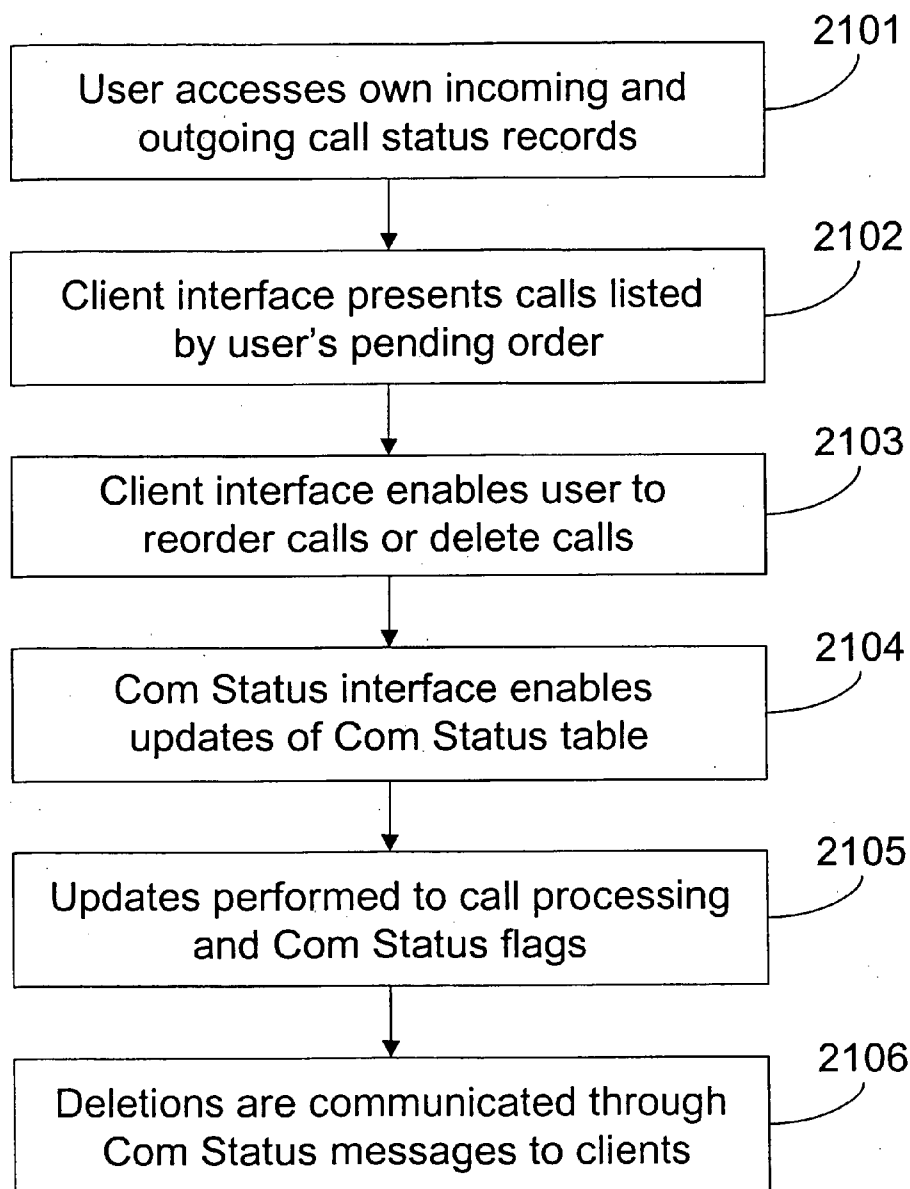 2101
User accesses own incoming and
outgoing call status records
2102
Client interface presents calls listed
by user's pending order
2103
Client interface enables user to
reorder calls or delete calls
2104
Com Status interface enables
updates of Com Status table
2105
Updates performed to call processing
and Com Status flags
2106
Deletions are communicated through
Com Status messages to clients